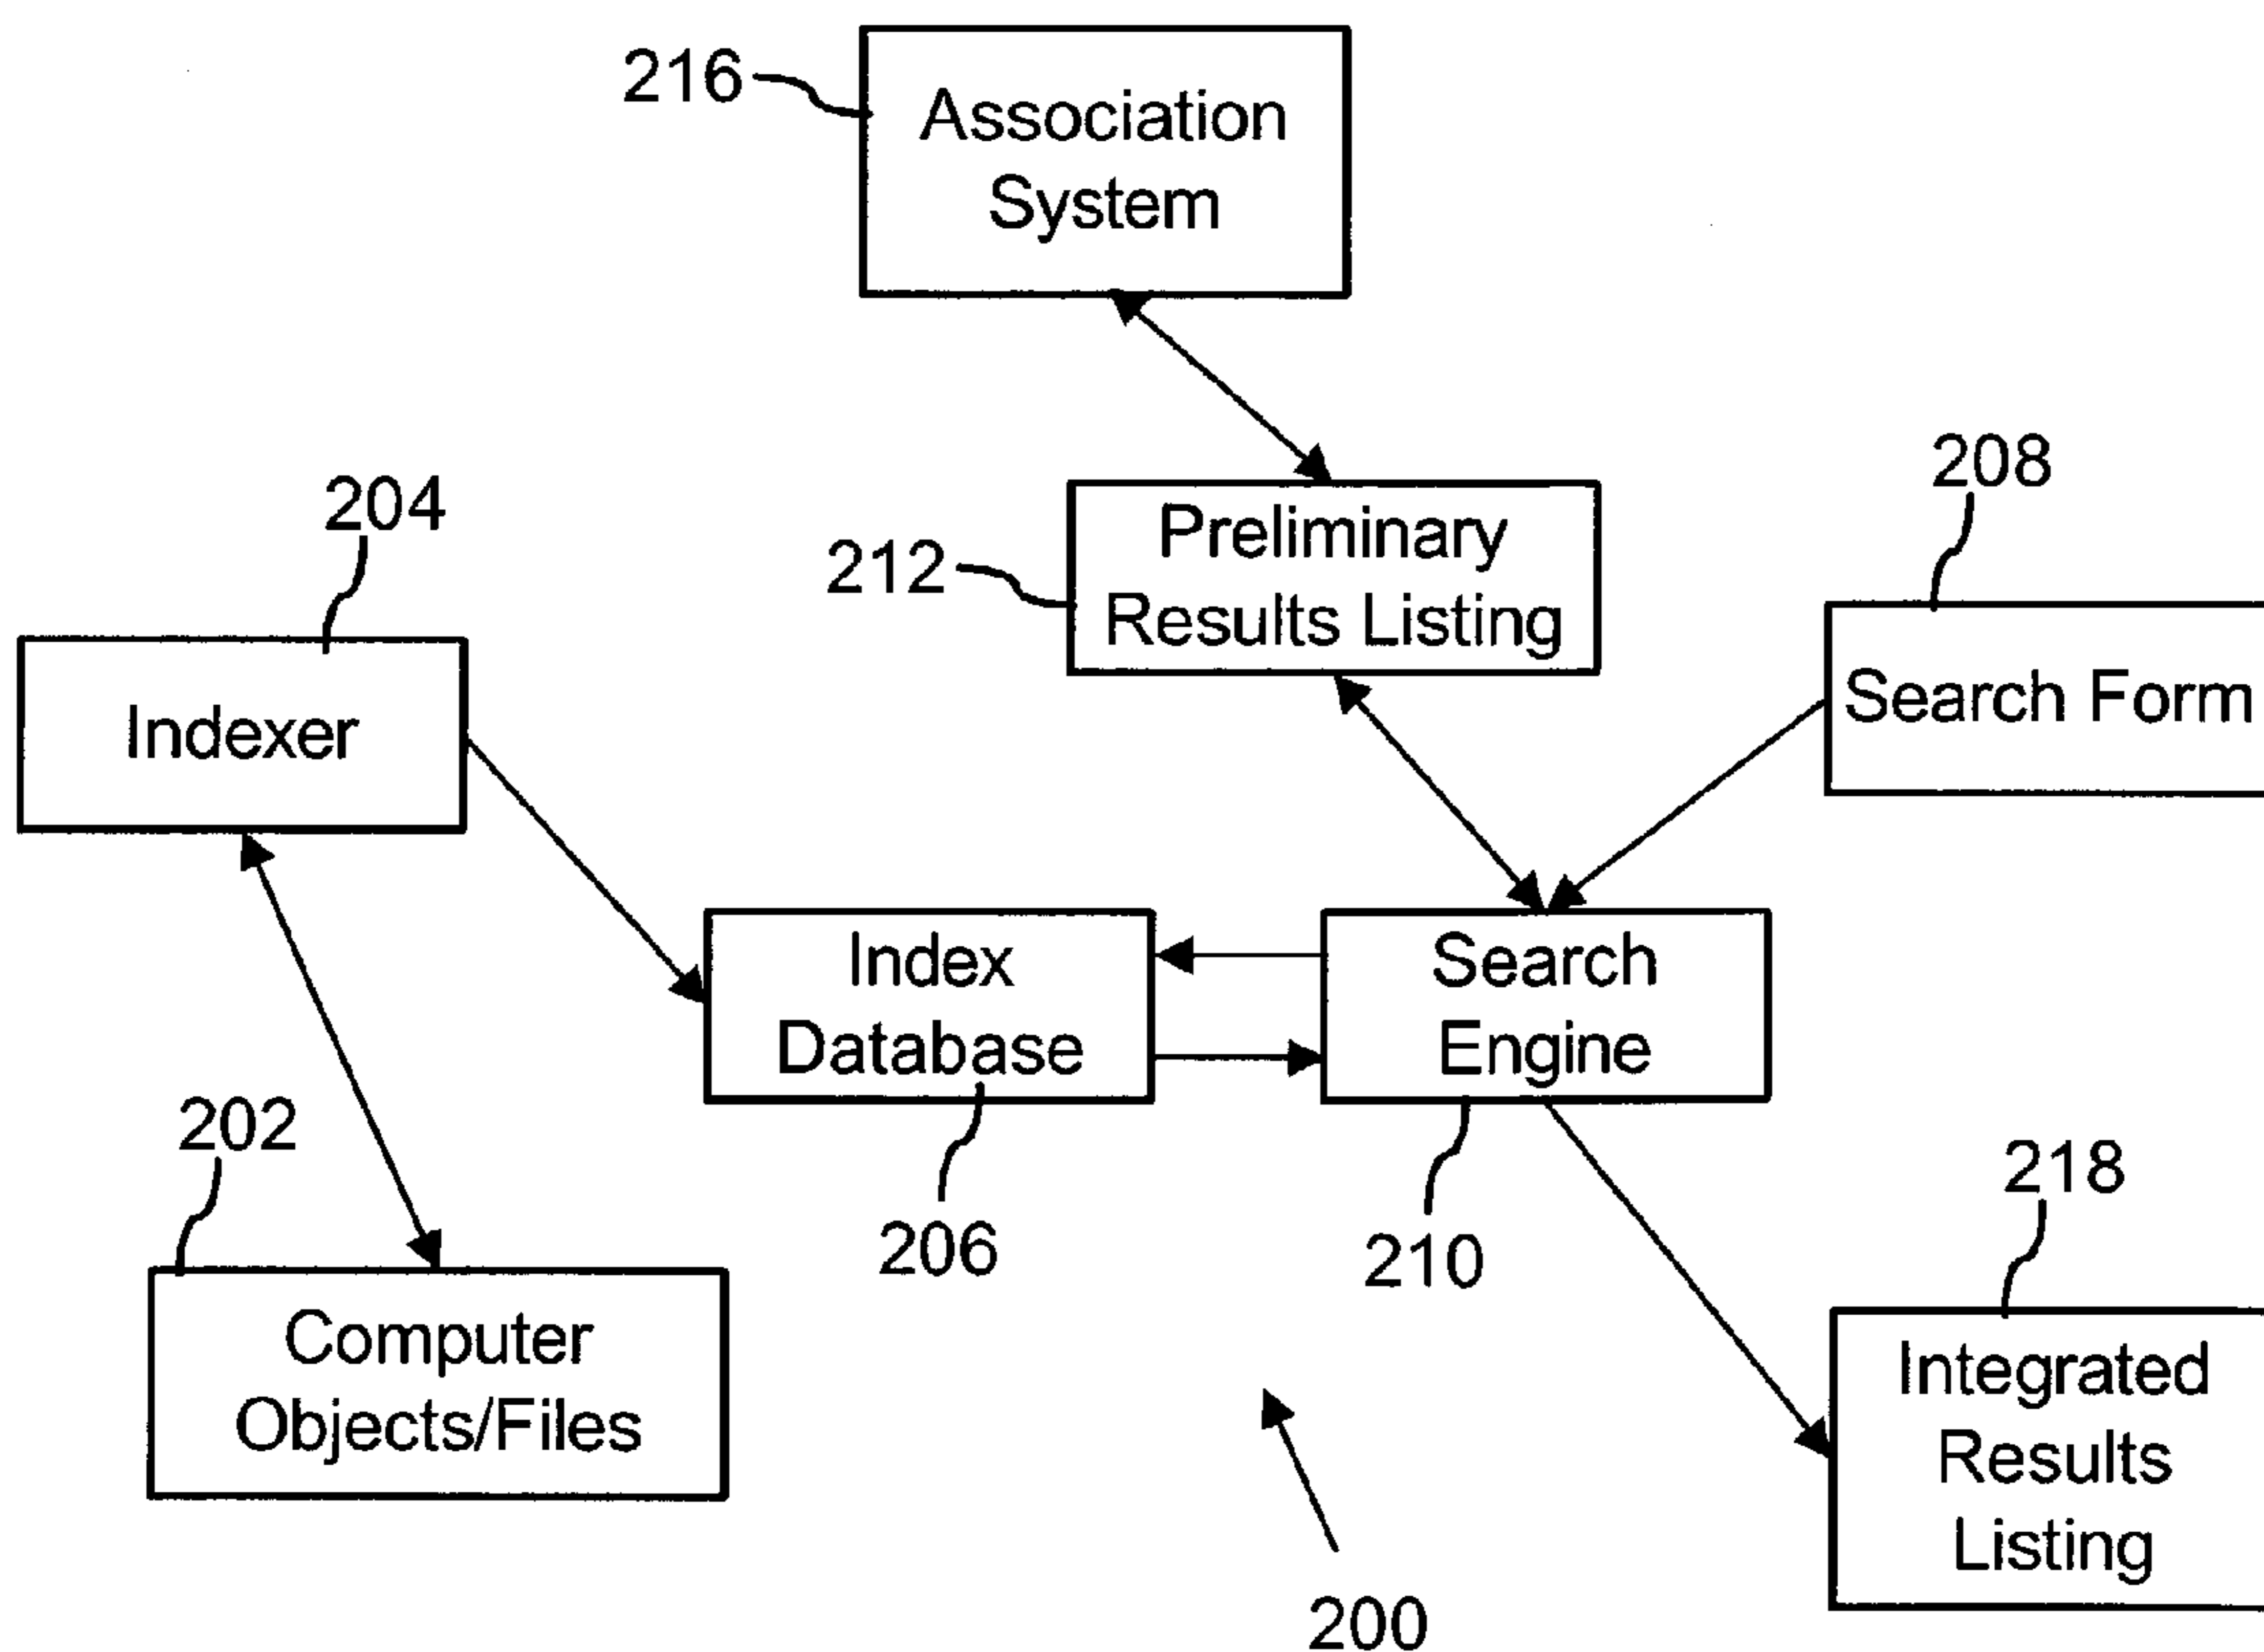 216
Association
System
204
212
Preliminary
Results Listing
208
Indexer
Search Form
Index
Database
Search
Engine
202
206
210
218
Computer
Objects/Files
Integrated
Results
Listing
200